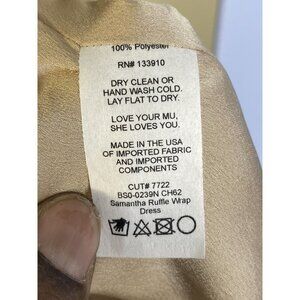 100% Polyester
RN# 133910
DRY CLEAN OR
HAND WASH COLD.
LAY FLAT TO DRY.
LOVE YOUR MU,
SHE LOVES YOU.
MADE IN THE USA
OF IMPORTED FABRIC
AND IMPORTED
COMPONENTS
CUT# 7722
BS0-0239N CH62
Samantha Ruffle Wrap
Dress